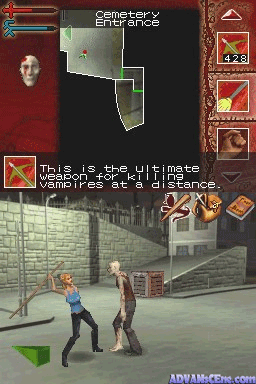 Cemetery
Entrance
428
This is the ultimate
weapon for killing
vampires at a distance.
ADVANsCEne.com